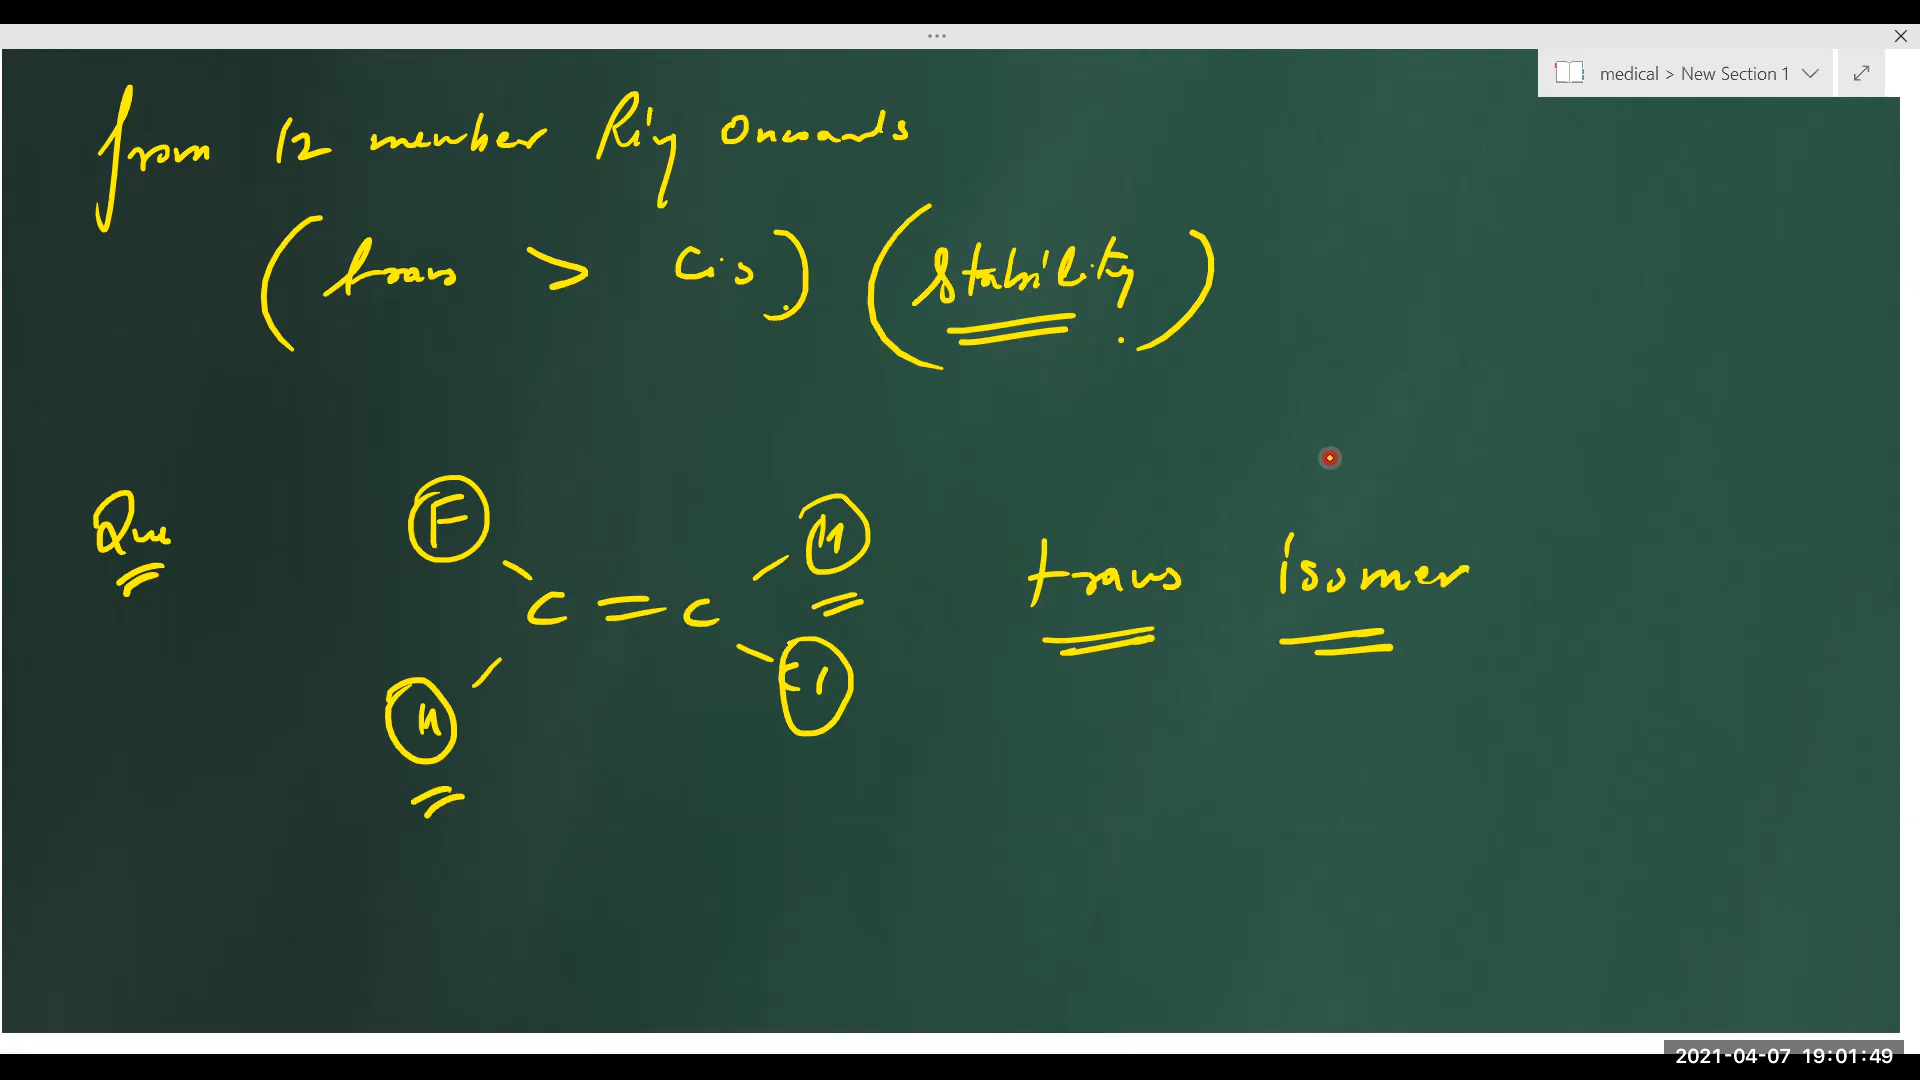 medical > New Section 1
from 12 member Ring Onwards
(trans > Cis) (Stability)
Que
F H
C = C trans isomer
H Cl
2021-04-07 19:01:49